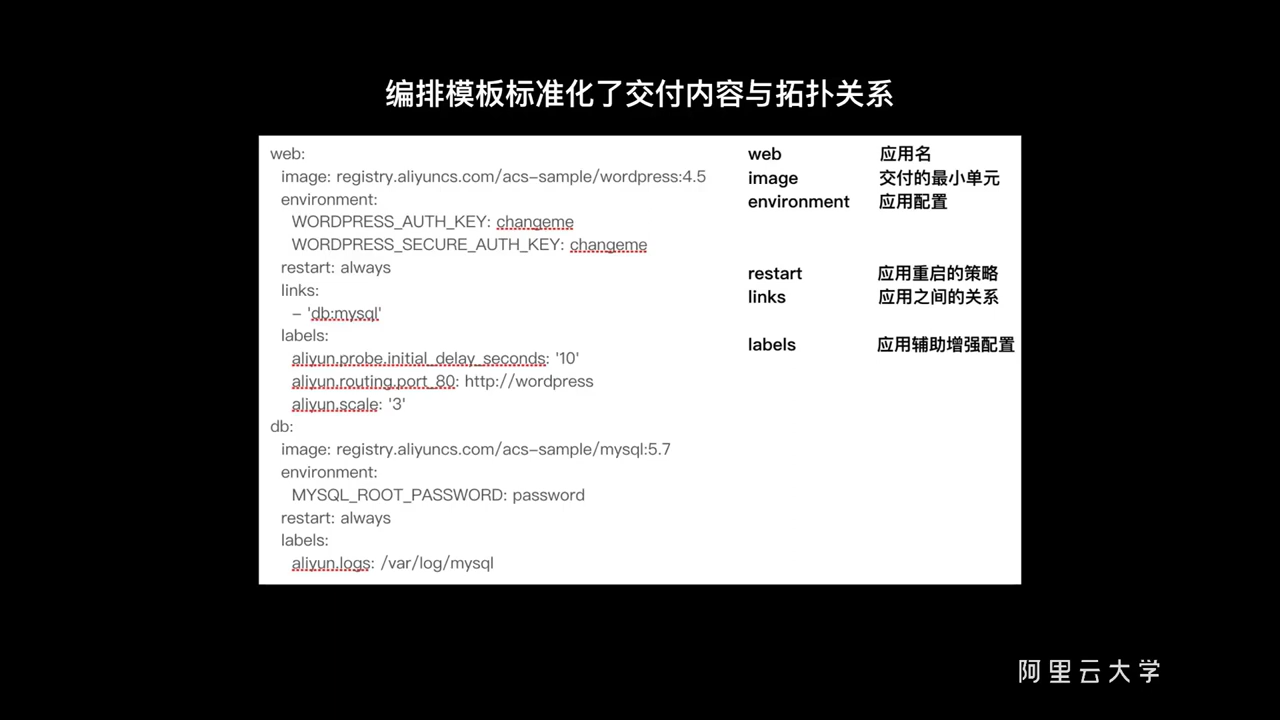 编排模板标准化了交付内容与拓扑关系
web:
image: registry.aliyuncs.com/acs-sample/wordpress:4.5
environment:
WORDPRESS_AUTH_KEY: changeme
WORDPRESS_SECURE_AUTH_KEY: changeme
restart: always
links:
– 'db:mysql'
labels:
aliyun.probe.initial_delay_seconds: '10'
aliyun.routing.port_80: http://wordpress
aliyun.scale: '3'
db:
image: registry.aliyuncs.com/acs-sample/mysql:5.7
environment:
MYSQL_ROOT_PASSWORD: password
restart: always
labels:
aliyun.logs: /var/log/mysql
web 应用名
image 交付的最小单元
environment 应用配置
restart 应用重启的策略
links 应用之间的关系
labels 应用辅助增强配置
阿里云大学